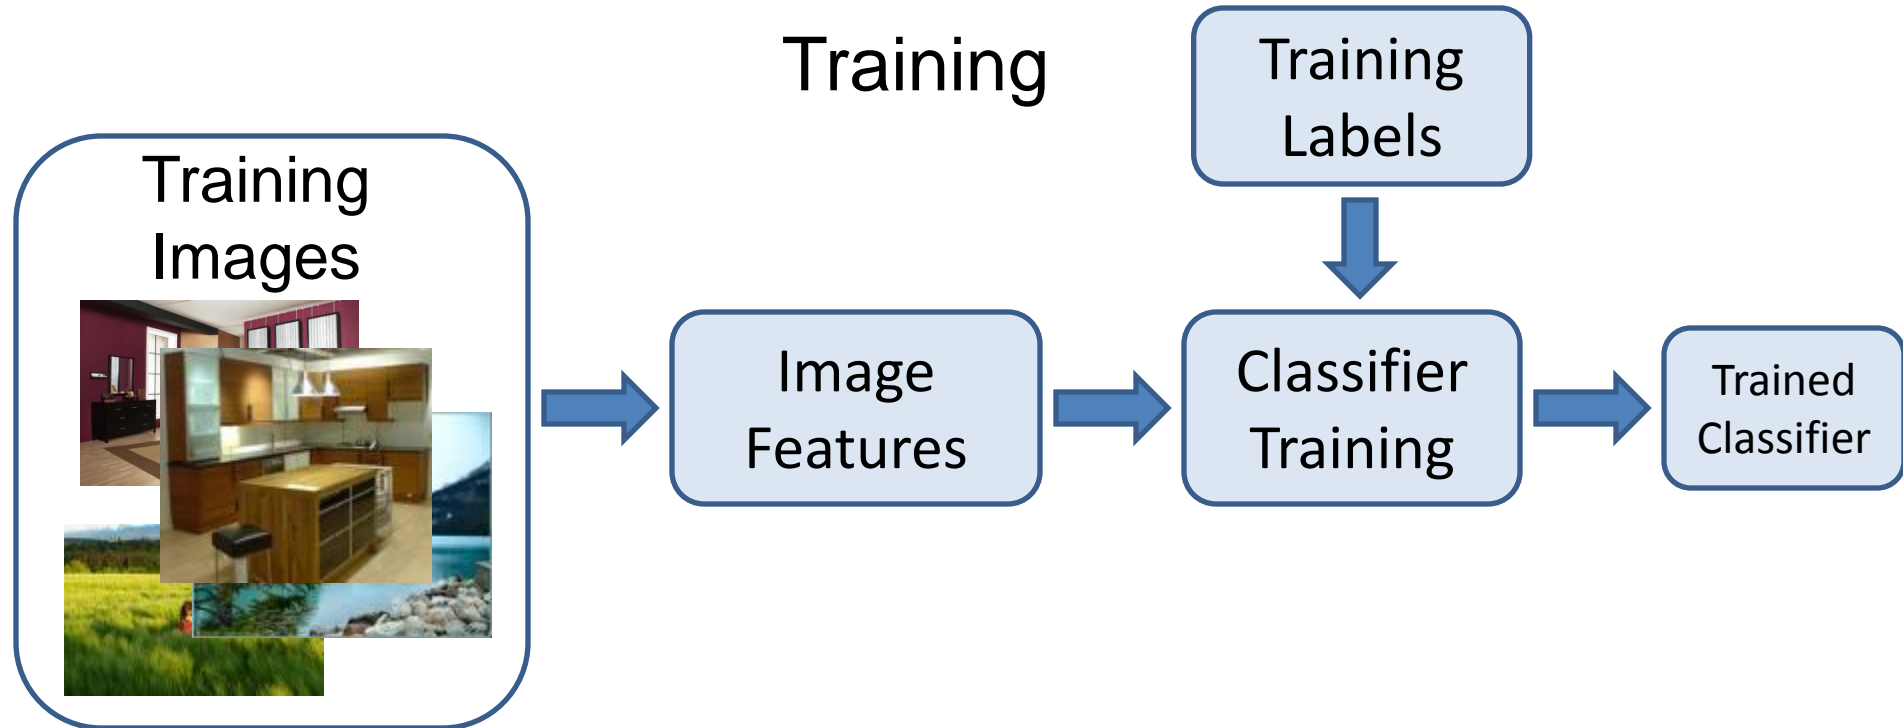 Training
Training
Labels
Training
Images
Image
Features
Classifier
Training
Trained
Classifier